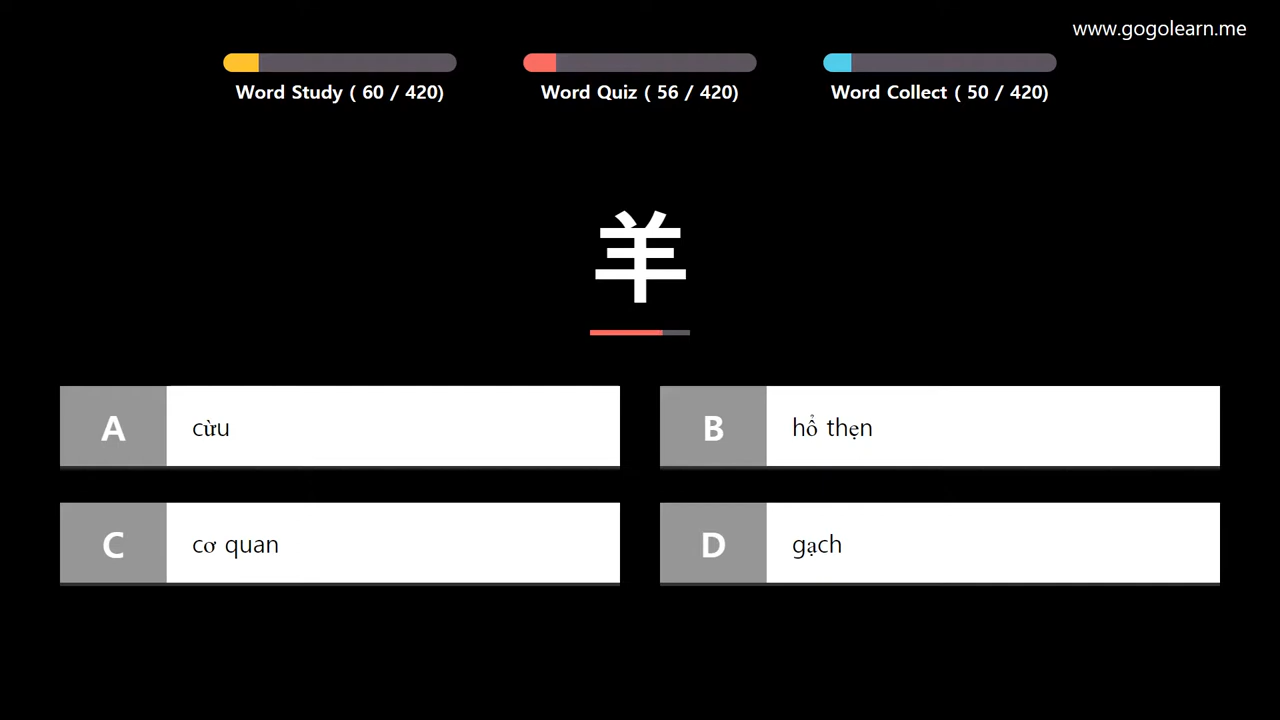 www.gogolearn.me
Word Study ( 60 / 420)
Word Quiz ( 56 / 420)
Word Collect ( 50 / 420)
羊
A cừu
B hổ thẹn
C cơ quan
D gạch